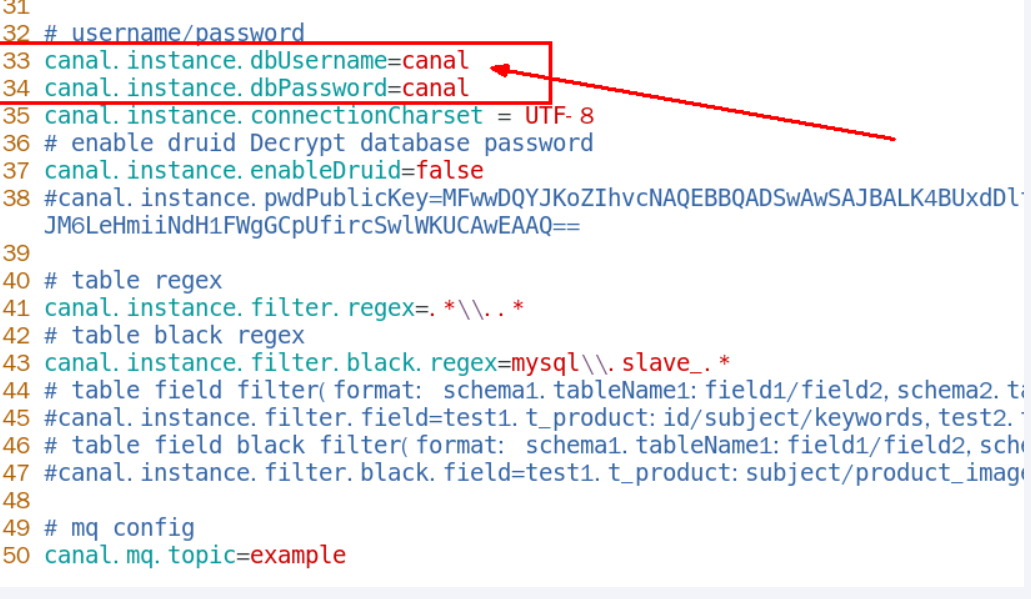 31
32 # username/password
33 canal.instance.dbUsername=canal
34 canal.instance.dbPassword=canal
35 canal.instance.connectionCharset = UTF-8
36 # enable druid Decrypt database password
37 canal.instance.enableDruid=false
38 #canal.instance.pwdPublicKey=MFwwDQYJKoZIhvcNAQEBBQADSwAwSAJBALK4BUxdDl
JM6LeHmiiNdH1FWgGCpUfircSwlWKUCAwEAAQ==
39
40 # table regex
41 canal.instance.filter.regex=.*\\..*
42 # table black regex
43 canal.instance.filter.black.regex=mysql\\.slave_.*
44 # table field filter(format: schema1.tableName1:field1/field2,schema2.ta
45 #canal.instance.filter.field=test1.t_product:id/subject/keywords,test2.
46 # table field black filter(format: schema1.tableName1:field1/field2,sche
47 #canal.instance.filter.black.field=test1.t_product:subject/product_image
48
49 # mq config
50 canal.mq.topic=example